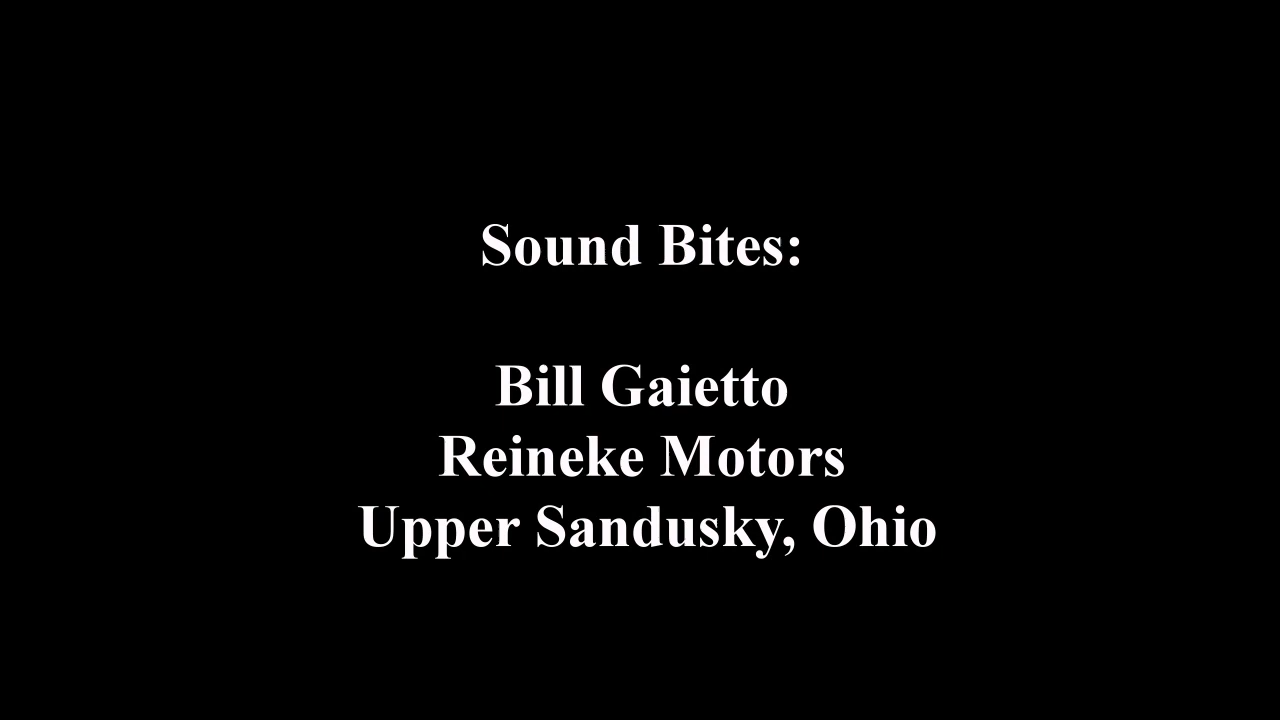 Sound Bites:
Bill Gaietto
Reineke Motors
Upper Sandusky, Ohio